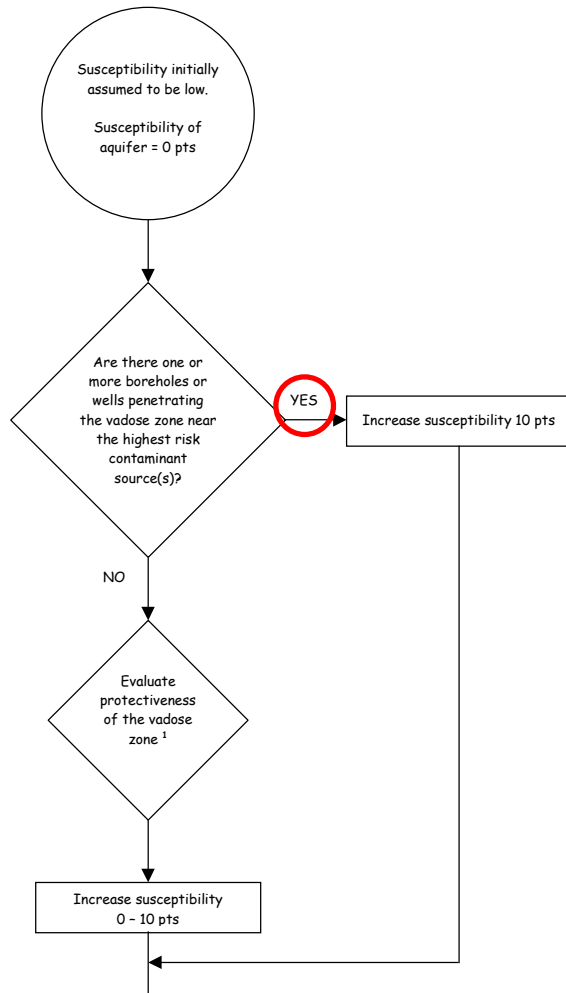 Susceptibility initially
assumed to be low.
Susceptibility of
aquifer = 0 pts
Are there one or
more boreholes or
wells penetrating
the vadose zone near
the highest risk
contaminant
source(s)?
YES
Increase susceptibility 10 pts
NO
Evaluate
protectiveness
of the vadose
zone ¹
Increase susceptibility
0 – 10 pts